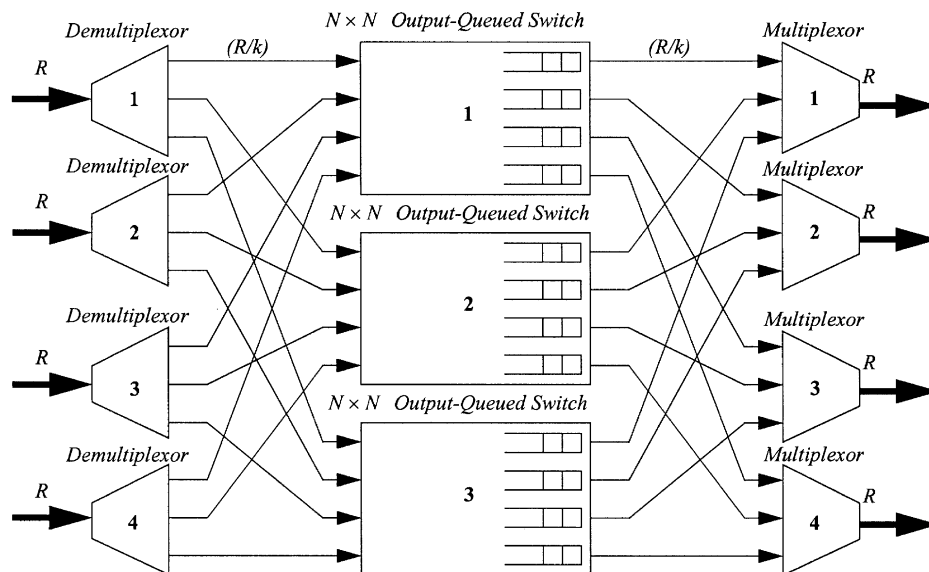 N × N Output-Queued Switch
Demultiplexor
(R/k)
(R/k)
Multiplexor
R
1
1
1
R
Demultiplexor
Multiplexor
R
2
N × N Output-Queued Switch
2
R
Demultiplexor
2
Multiplexor
R
3
3
R
N × N Output-Queued Switch
Demultiplexor
Multiplexor
R
4
3
4
R